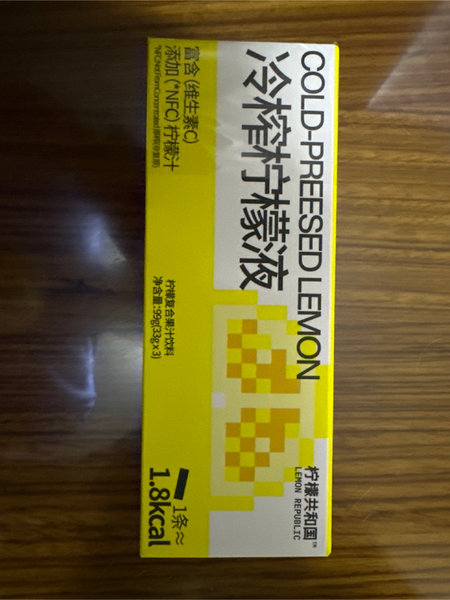 COLD-PREESED LEMON
冷榨柠檬液
富含 (维生素C)
添加 (*NFC) 柠檬汁
柠檬复合果汁饮料
净含量:99g(33g x 3)
柠檬共和国™
LEMON REPUBLIC
1条≈
1.8kcal